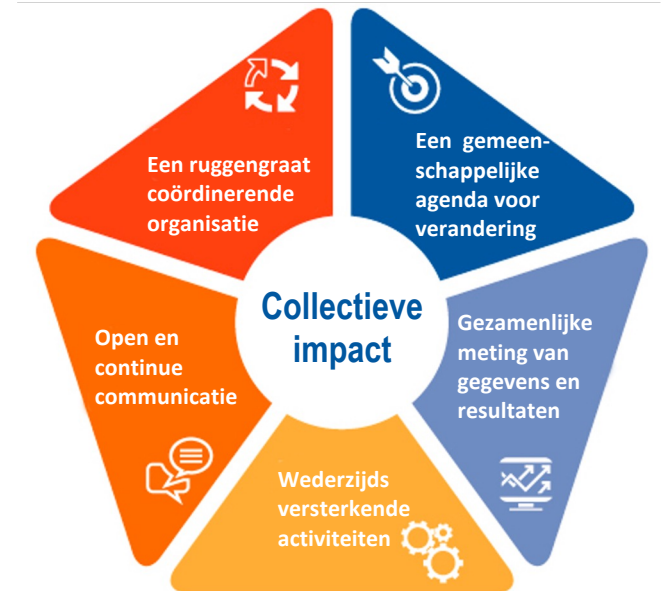 Een ruggengraat
coördinerende
organisatie
Een gemeen-
schappelijke
agenda voor
verandering
Collectieve
impact
Gezamenlijke
meting van
gegevens en
resultaten
Open en
continue
communicatie
Wederzijds
versterkende
activiteiten